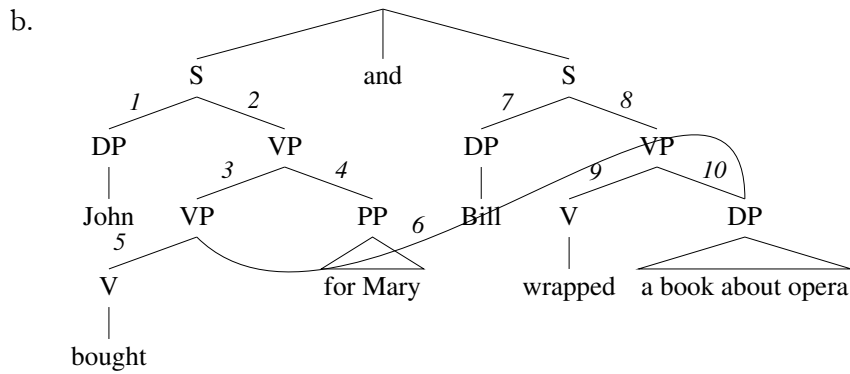 b.
S and S
1 2 7 8
DP VP DP VP
3 4 9 10
John VP PP Bill V DP
5 6
V for Mary wrapped a book about opera
bought